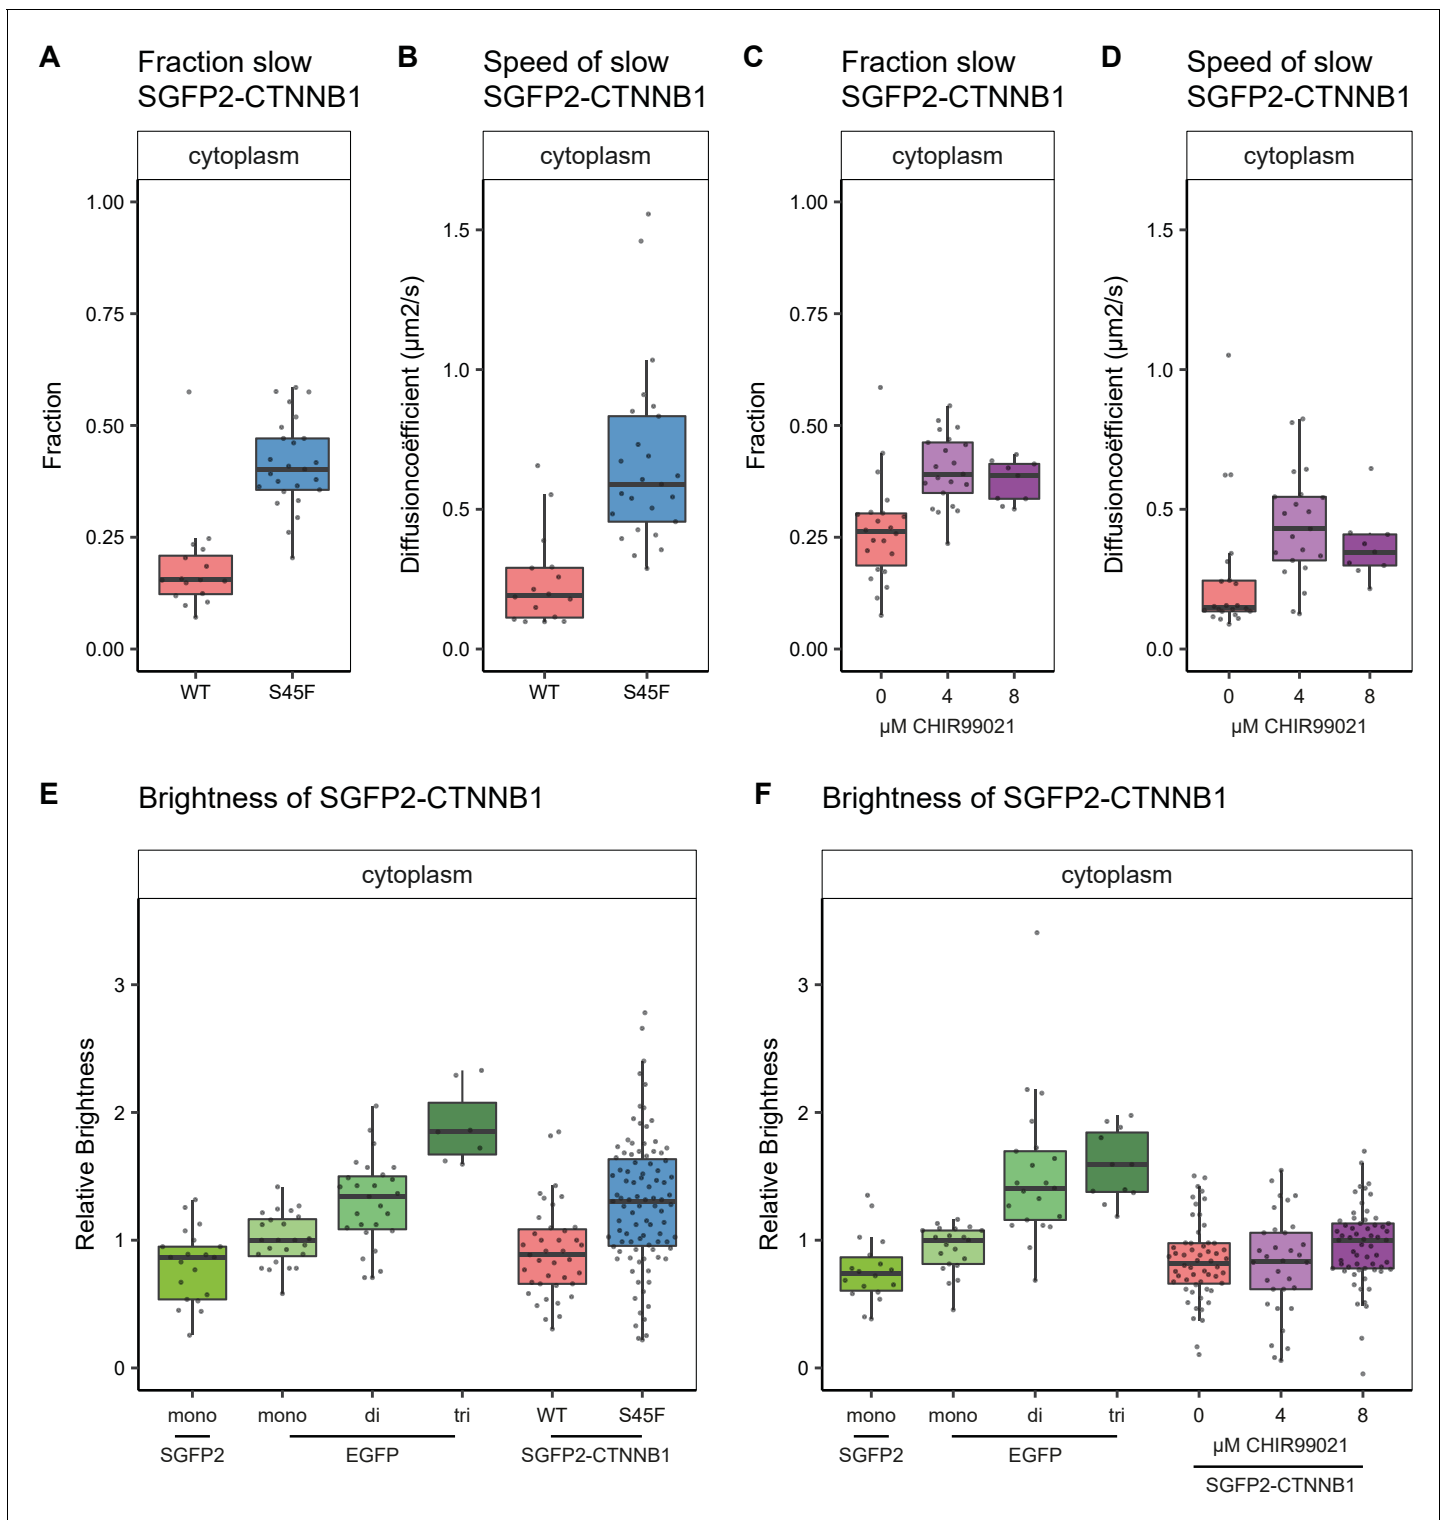 A
Fraction slow
SGFP2-CTNNB1
cytoplasm
1.00
0.75
0.50
0.25
0.00
Fraction
WT
S45F
B
Speed of slow
SGFP2-CTNNB1
cytoplasm
1.5
1.0
0.5
0.0
Diffusioncoëfficient (µm2/s)
WT
S45F
C
Fraction slow
SGFP2-CTNNB1
cytoplasm
1.00
0.75
0.50
0.25
0.00
Fraction
0
4
8
µM CHIR99021
D
Speed of slow
SGFP2-CTNNB1
cytoplasm
1.5
1.0
0.5
0.0
Diffusioncoëfficient (µm2/s)
0
4
8
µM CHIR99021
E
Brightness of SGFP2-CTNNB1
cytoplasm
3
2
1
0
Relative Brightness
mono
mono
di
tri
WT
S45F
SGFP2
EGFP
SGFP2-CTNNB1
F
Brightness of SGFP2-CTNNB1
cytoplasm
3
2
1
0
Relative Brightness
mono
mono
di
tri
0
4
8
SGFP2
EGFP
µM CHIR99021
SGFP2-CTNNB1